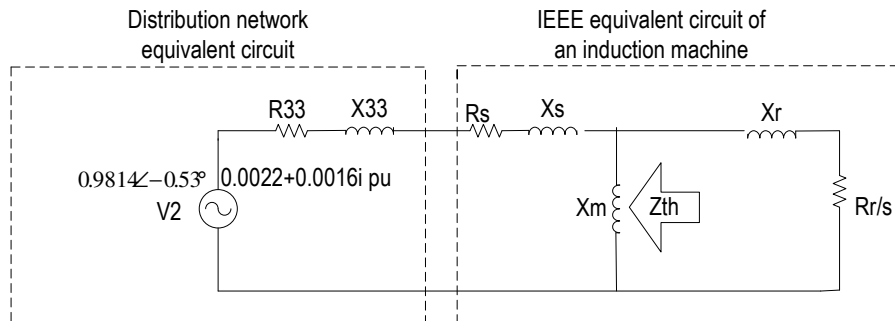 Distribution network
equivalent circuit
IEEE equivalent circuit of
an induction machine
R33
X33
Rs
Xs
Xr
0.9814∠−0.53° 0.0022+0.0016i pu
V2
Xm
Zth
Rr/s